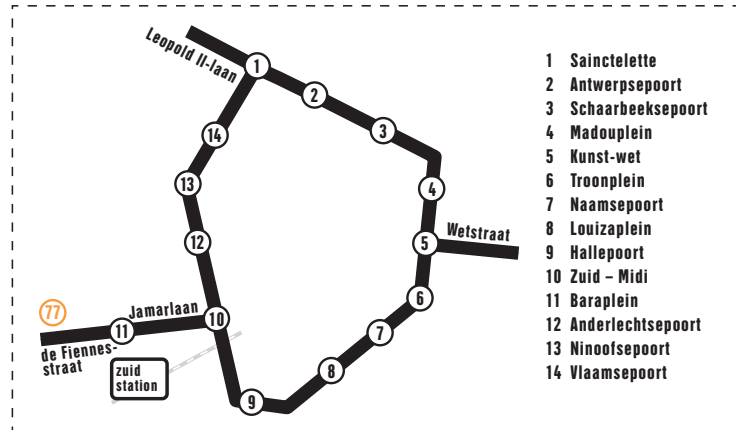 Leopold II-laan
1
2
3
14
4
13
Wetstraat
5
12
6
77
Jamarlaan
10
11
7
de Fiennes-
straat
zuid
station
8
9
1 Sainctelette
2 Antwerpsepoort
3 Schaarbeeksepoort
4 Madouplein
5 Kunst-wet
6 Troonplein
7 Naamsepoort
8 Louizaplein
9 Hallepoort
10 Zuid – Midi
11 Baraplein
12 Anderlechtsepoort
13 Ninoofsepoort
14 Vlaamsepoort